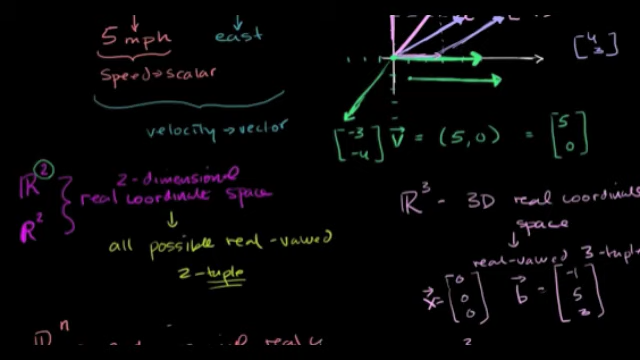 5 mph east
speed → scalar
velocity → vector
[4 3]
[-3 -4]
v = (5, 0) = [5 0]
ℝ² 2-dimensional
R² real coordinate space
all possible real-valued
2-tuple
ℝ³ - 3D real coordinate
space
real-valued 3-tuple
x = [0 0 0] b = [-1 5 3]
n